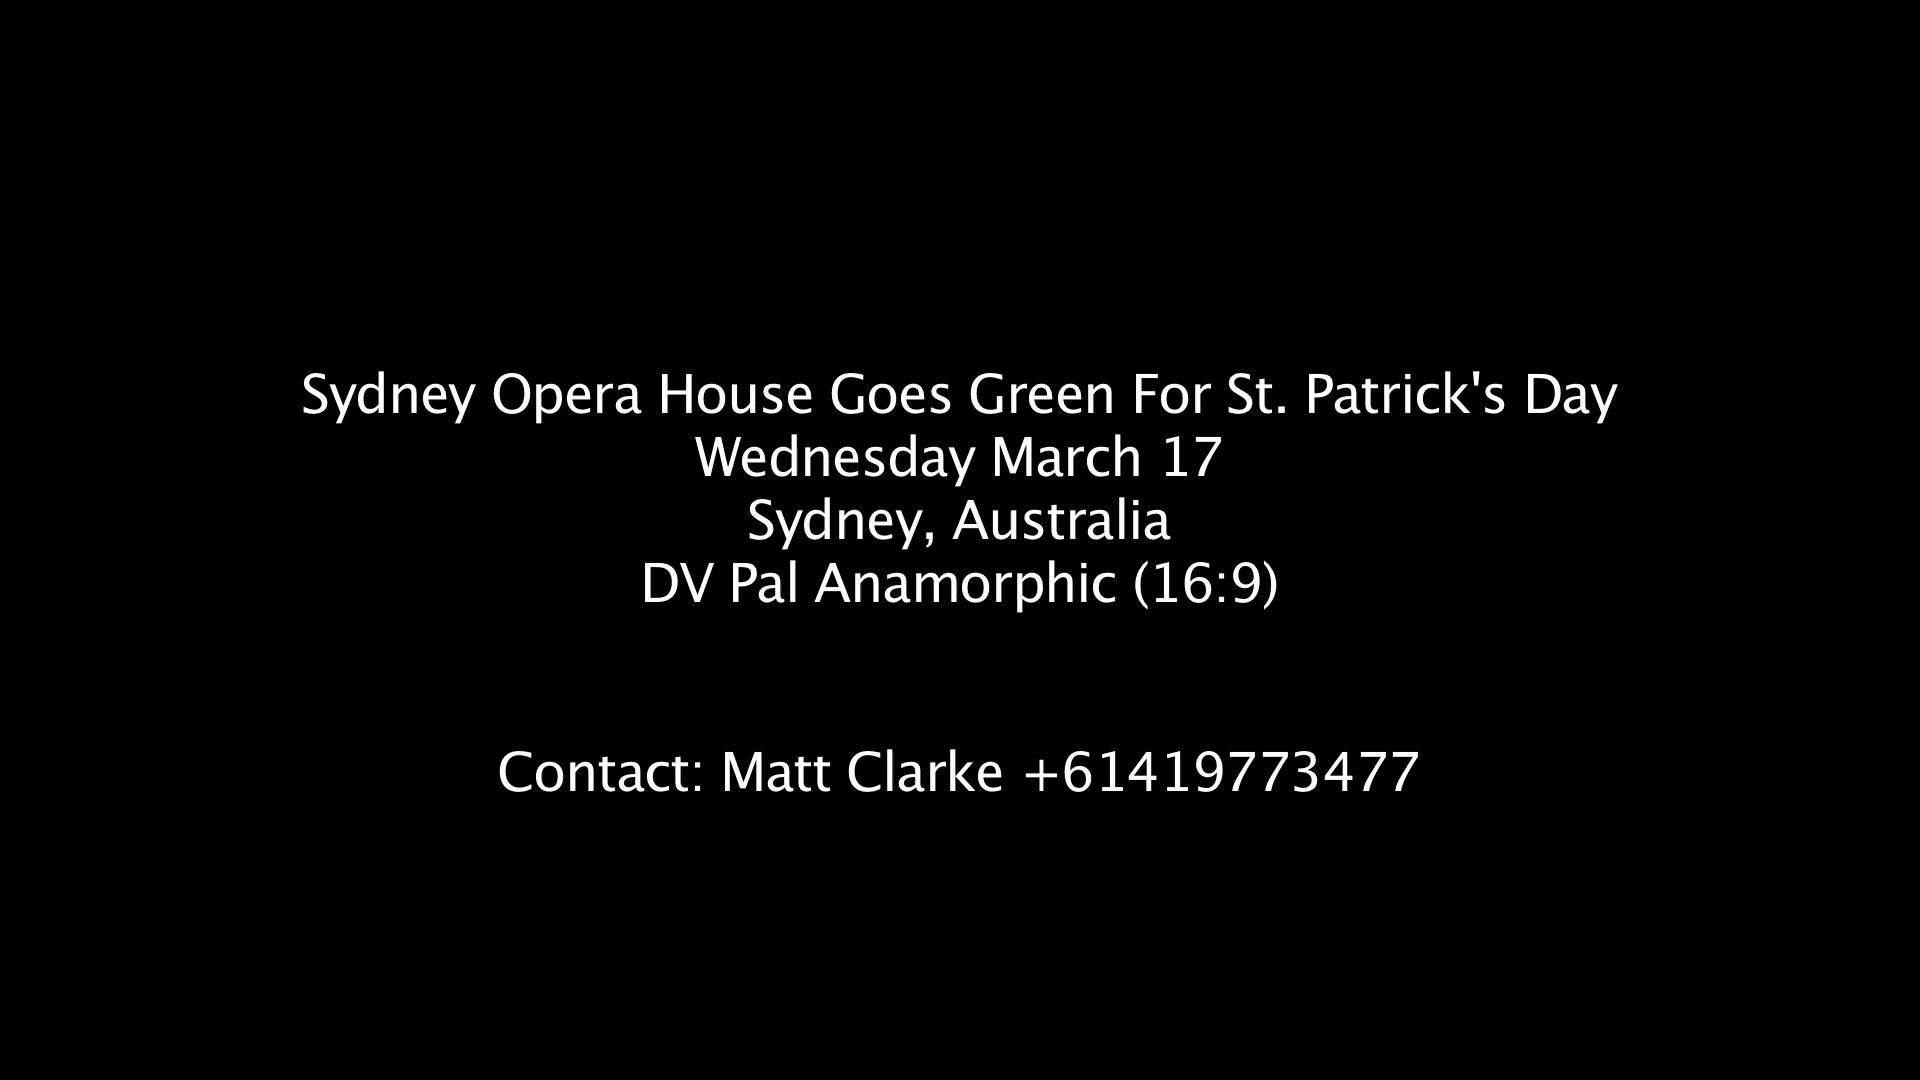 Sydney Opera House Goes Green For St. Patrick's Day
Wednesday March 17
Sydney, Australia
DV Pal Anamorphic (16:9)
Contact: Matt Clarke +61419773477